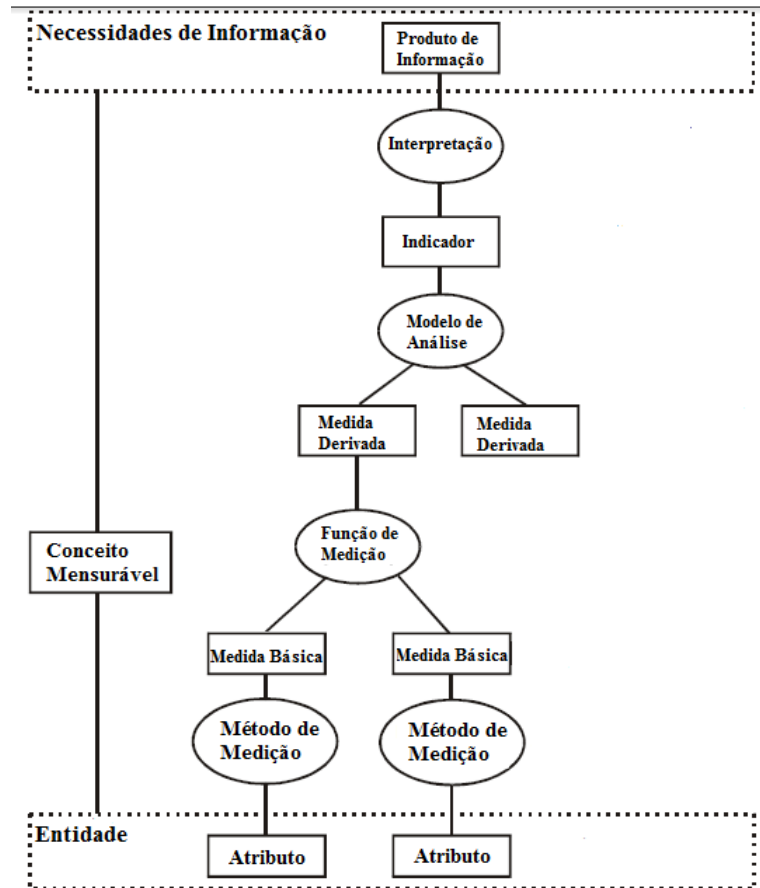 Necessidades de Informação
Produto de
Informação
Interpretação
Indicador
Modelo de
Análise
Medida
Derivada
Medida
Derivada
Função de
Medição
Conceito
Mensurável
Medida Básica
Medida Básica
Método de
Medição
Método de
Medição
Entidade
Atributo
Atributo